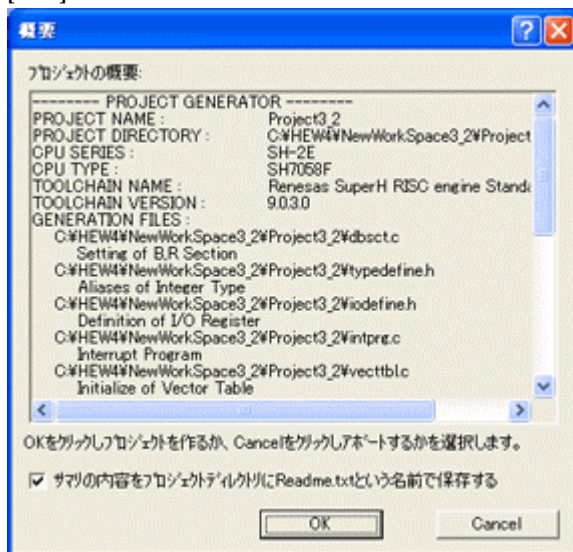 概要
プロジェクトの概要:
-------- PROJECT GENERATOR --------
PROJECT NAME : Project3_2
PROJECT DIRECTORY : C:¥HEW4¥NewWorkSpace3_2¥Project
CPU SERIES : SH-2E
CPU TYPE : SH7058F
TOOLCHAIN NAME : Renesas SuperH RISC engine Standa
TOOLCHAIN VERSION : 9.0.3.0
GENERATION FILES :
C:¥HEW4¥NewWorkSpace3_2¥Project3_2¥dbsct.c
Setting of B,R Section
C:¥HEW4¥NewWorkSpace3_2¥Project3_2¥typedefine.h
Aliases of Integer Type
C:¥HEW4¥NewWorkSpace3_2¥Project3_2¥iodefine.h
Definition of I/O Register
C:¥HEW4¥NewWorkSpace3_2¥Project3_2¥intprg.c
Interrupt Program
C:¥HEW4¥NewWorkSpace3_2¥Project3_2¥vecttbl.c
Initialize of Vector Table
OKをクリックしプロジェクトを作るか、Cancelをクリックしアボートするかを選択します。
サマリの内容をプロジェクトディレクトリにReadme.txtという名前で保存する
OK
Cancel